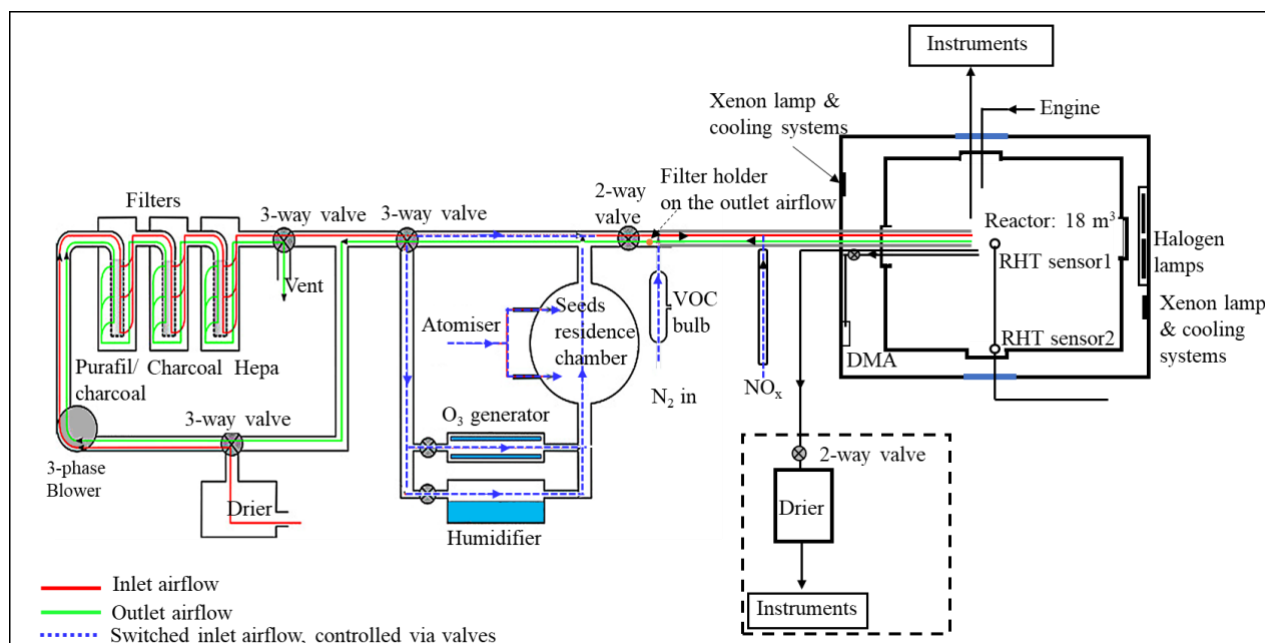 Instruments
Xenon lamp &
cooling systems
Engine
Filters
3-way valve
3-way valve
2-way
valve
Filter holder
on the outlet airflow
Reactor: 18 m³
Halogen
lamps
RHT sensor1
Vent
Seeds
residence
chamber
VOC
bulb
Atomiser
Xenon lamp
& cooling
systems
RHT sensor2
DMA
Purafil/
charcoal
Charcoal
Hepa
N₂ in
NOₓ
3-way valve
O₃ generator
3-phase
Blower
2-way valve
Drier
Drier
Humidifier
Inlet airflow
Outlet airflow
Switched inlet airflow, controlled via valves
Instruments